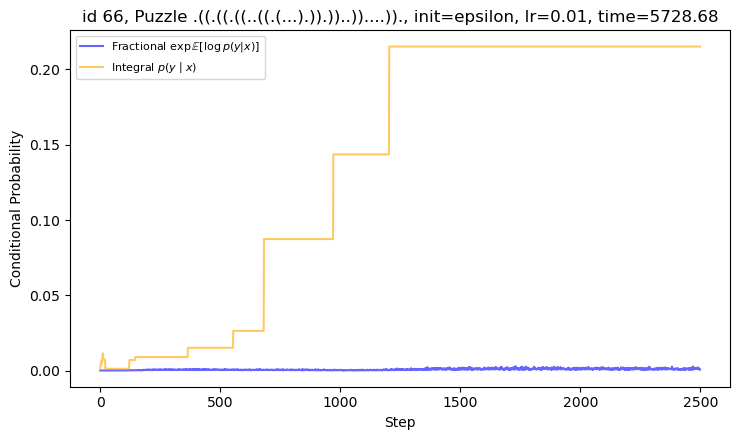 id 66, Puzzle .((.((.((..((.(...).)).))..))....))., init=epsilon, lr=0.01, time=5728.68
Fractional exp𝔼[log p(y|x)]
Integral p(y | x)
Conditional Probability
0.20
0.15
0.10
0.05
0.00
0
500
1000
1500
2000
2500
Step